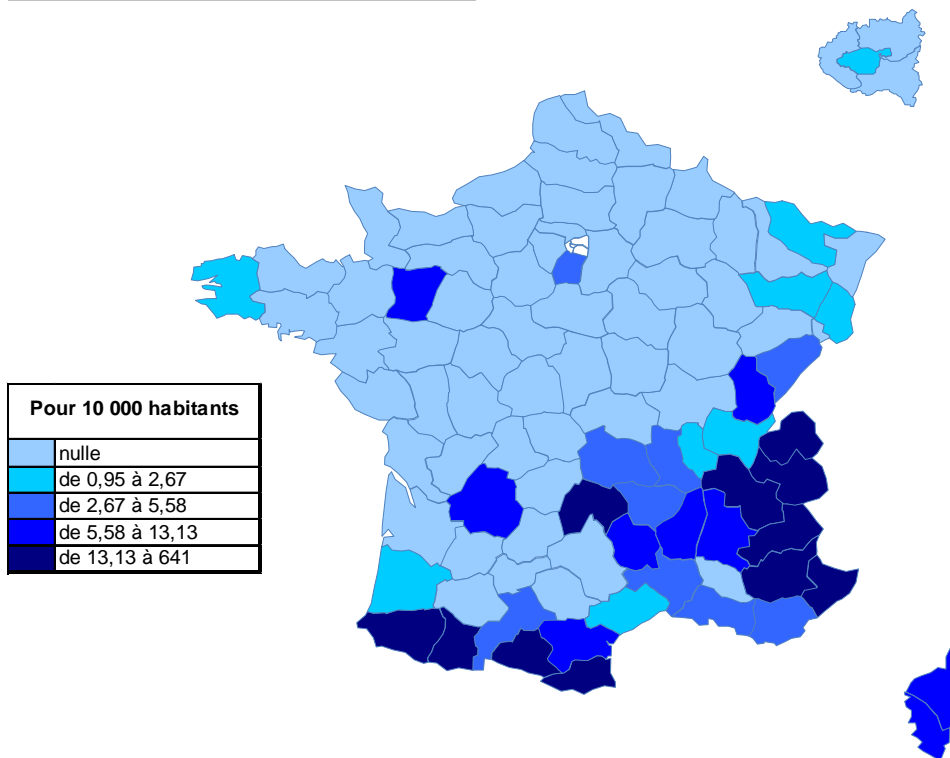 Pour 10 000 habitants
nulle
de 0,95 à 2,67
de 2,67 à 5,58
de 5,58 à 13,13
de 13,13 à 641